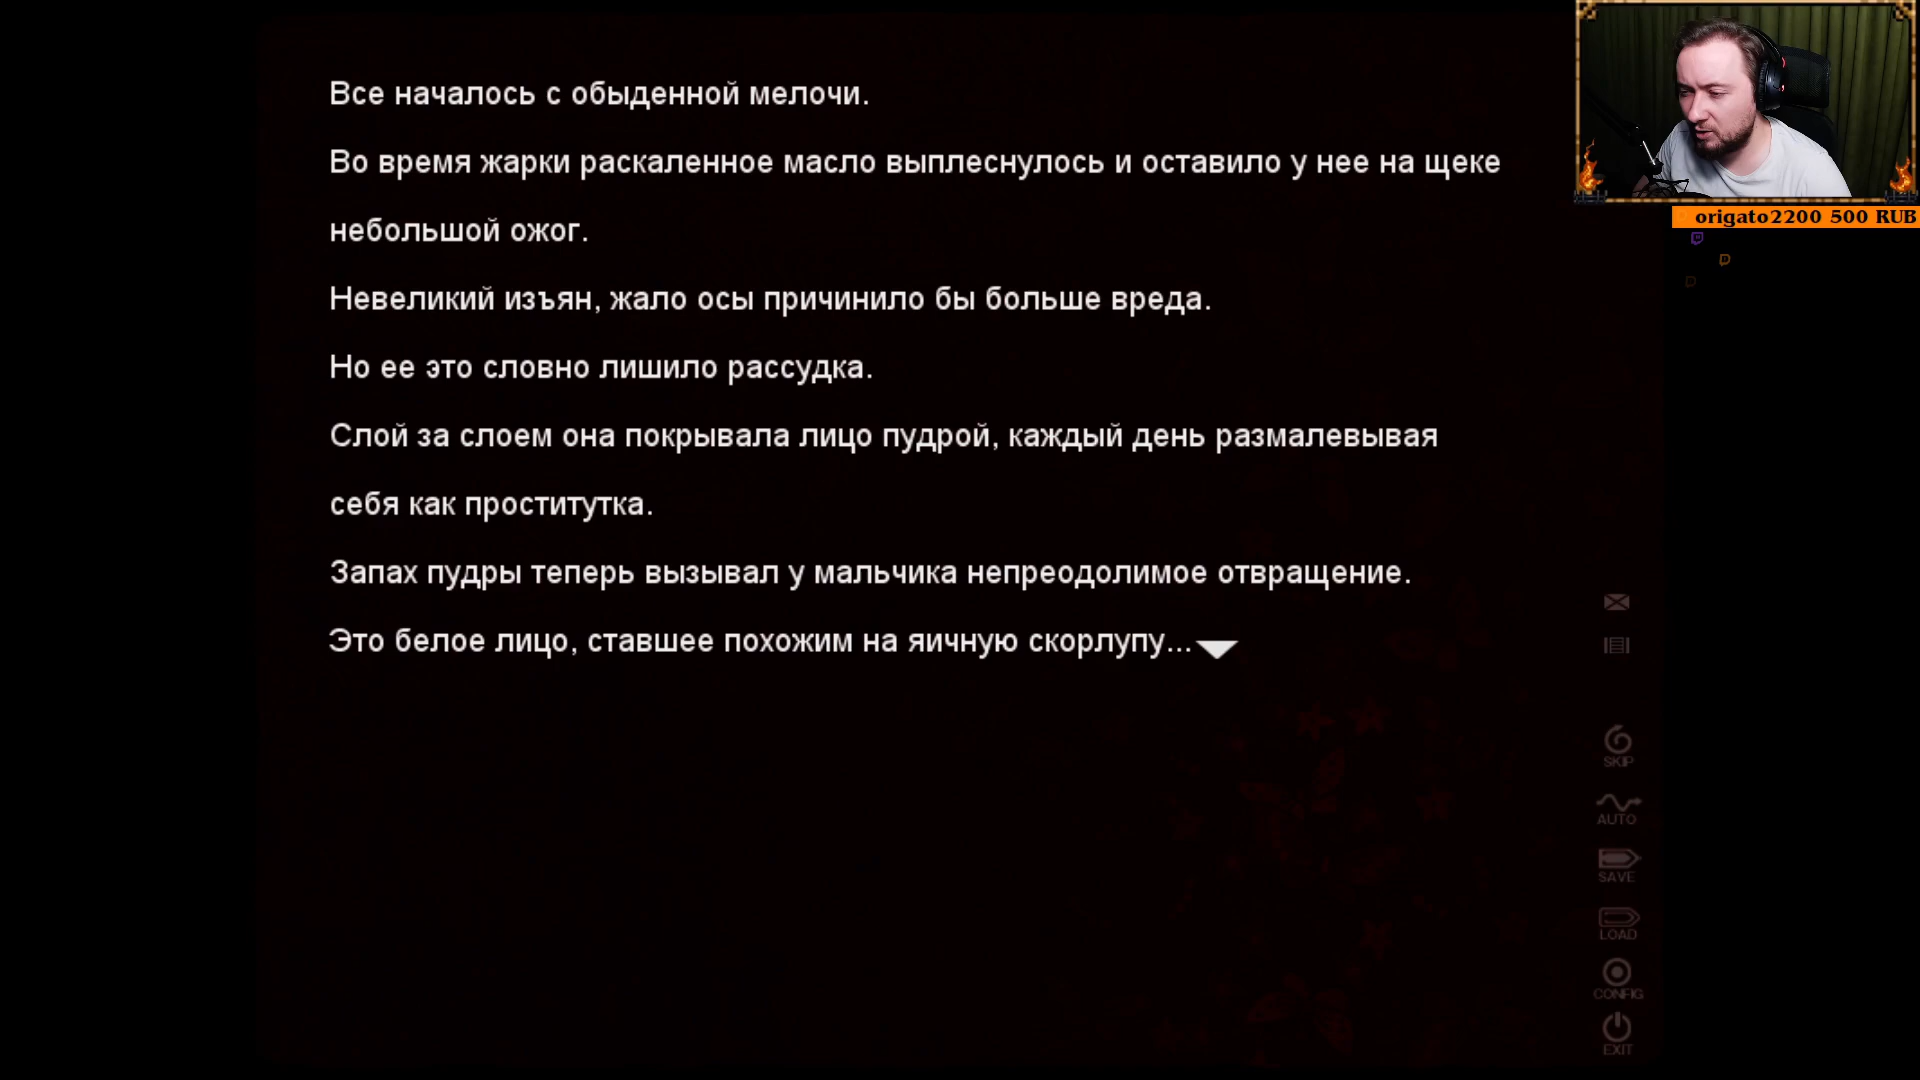 Все началось с обыденной мелочи.
Во время жарки раскаленное масло выплеснулось и оставило у нее на щеке
небольшой ожог.
Невеликий изъян, жало осы причинило бы больше вреда.
Но ее это словно лишило рассудка.
Слой за слоем она покрывала лицо пудрой, каждый день размалевывая
себя как проститутка.
Запах пудры теперь вызывал у мальчика непреодолимое отвращение.
Это белое лицо, ставшее похожим на яичную скорлупу...
origato2200 500 RUB
SKIP
AUTO
SAVE
LOAD
CONFIG
EXIT